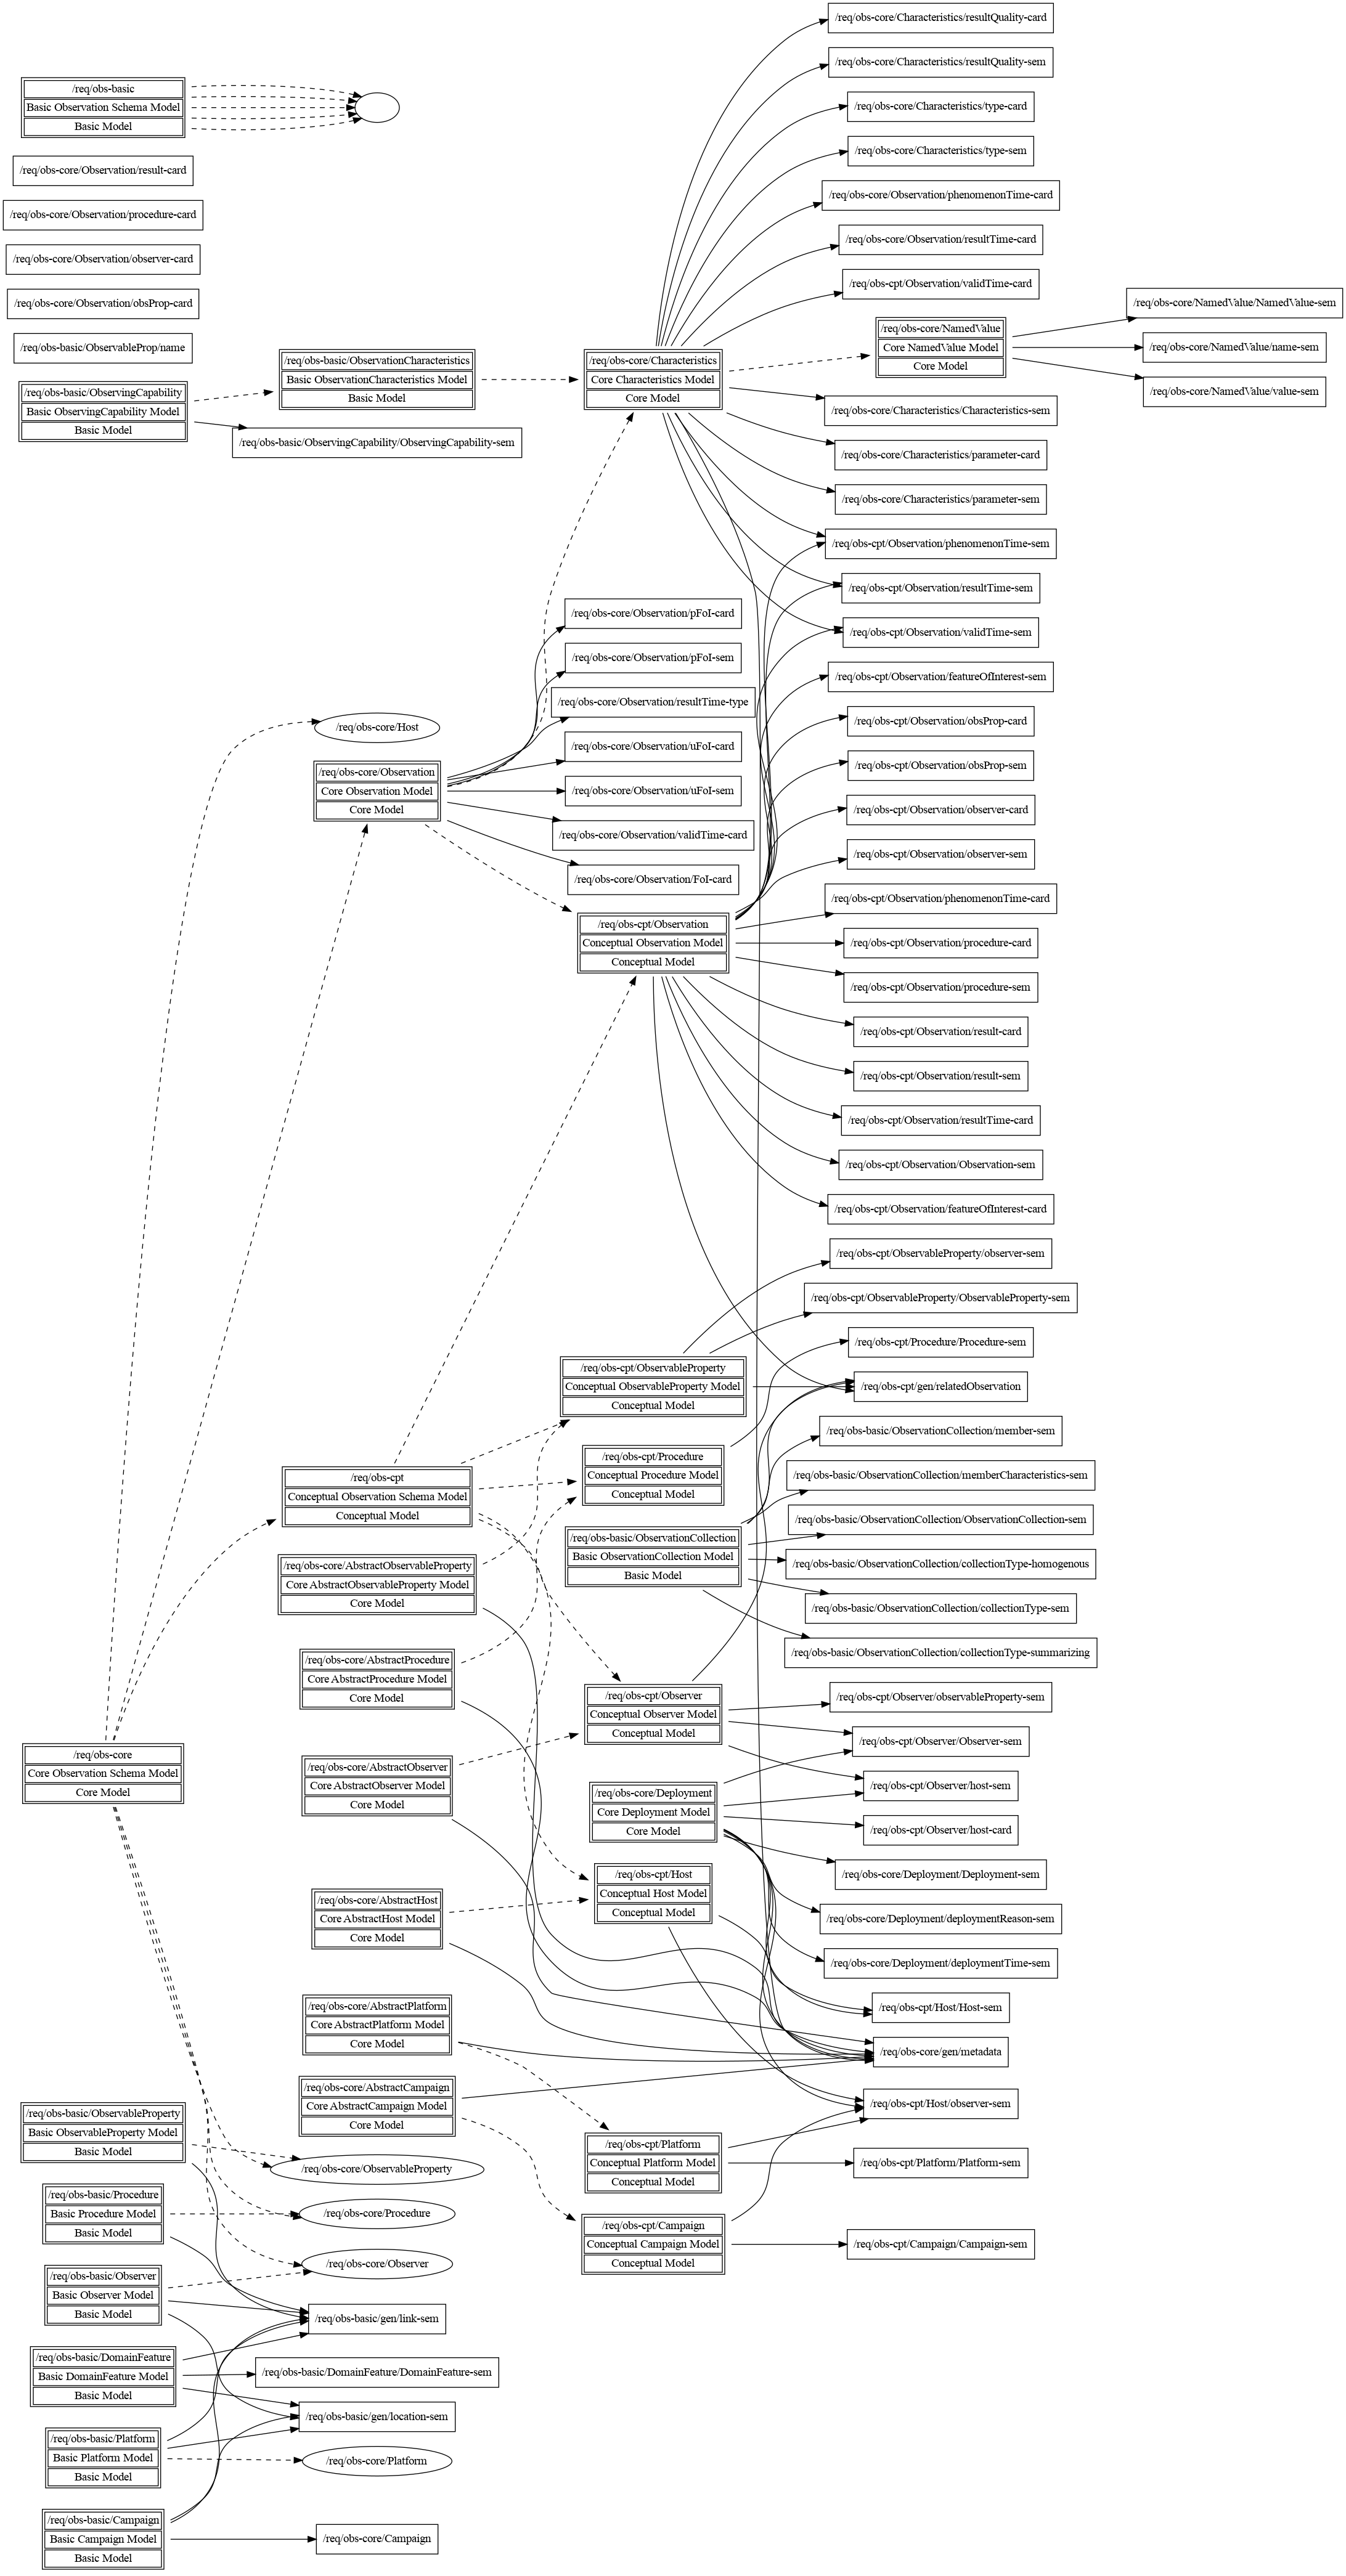 /req/obs-basic
Basic Observation Schema Model
Basic Model
/req/obs-core/Observation/result-card
/req/obs-core/Observation/procedure-card
/req/obs-core/Observation/observer-card
/req/obs-core/Observation/obsProp-card
/req/obs-basic/ObservableProp/name
/req/obs-basic/ObservingCapability
Basic ObservingCapability Model
Basic Model
/req/obs-core
Core Observation Schema Model
Core Model
/req/obs-basic/ObservableProperty
Basic ObservableProperty Model
Basic Model
/req/obs-basic/Procedure
Basic Procedure Model
Basic Model
/req/obs-basic/Observer
Basic Observer Model
Basic Model
/req/obs-basic/DomainFeature
Basic DomainFeature Model
Basic Model
/req/obs-basic/Platform
Basic Platform Model
Basic Model
/req/obs-basic/Campaign
Basic Campaign Model
Basic Model
/req/obs-basic/ObservationCharacteristics
Basic ObservationCharacteristics Model
Basic Model
/req/obs-basic/ObservingCapability/ObservingCapability-sem
/req/obs-core/Host
/req/obs-core/Observation
Core Observation Model
Core Model
/req/obs-cpt
Conceptual Observation Schema Model
Conceptual Model
/req/obs-core/AbstractObservableProperty
Core AbstractObservableProperty Model
Core Model
/req/obs-core/AbstractProcedure
Core AbstractProcedure Model
Core Model
/req/obs-core/AbstractObserver
Core AbstractObserver Model
Core Model
/req/obs-core/AbstractHost
Core AbstractHost Model
Core Model
/req/obs-core/AbstractPlatform
Core AbstractPlatform Model
Core Model
/req/obs-core/AbstractCampaign
Core AbstractCampaign Model
Core Model
/req/obs-core/ObservableProperty
/req/obs-core/Procedure
/req/obs-core/Observer
/req/obs-basic/gen/link-sem
/req/obs-basic/DomainFeature/DomainFeature-sem
/req/obs-basic/gen/location-sem
/req/obs-core/Platform
/req/obs-core/Campaign
/req/obs-core/Characteristics
Core Characteristics Model
Core Model
/req/obs-core/Observation/pFoI-card
/req/obs-core/Observation/pFoI-sem
/req/obs-core/Observation/resultTime-type
/req/obs-core/Observation/uFoI-card
/req/obs-core/Observation/uFoI-sem
/req/obs-core/Observation/validTime-card
/req/obs-core/Observation/FoI-card
/req/obs-cpt/Observation
Conceptual Observation Model
Conceptual Model
/req/obs-cpt/ObservableProperty
Conceptual ObservableProperty Model
Conceptual Model
/req/obs-cpt/Procedure
Conceptual Procedure Model
Conceptual Model
/req/obs-basic/ObservationCollection
Basic ObservationCollection Model
Basic Model
/req/obs-cpt/Observer
Conceptual Observer Model
Conceptual Model
/req/obs-core/Deployment
Core Deployment Model
Core Model
/req/obs-cpt/Host
Conceptual Host Model
Conceptual Model
/req/obs-cpt/Platform
Conceptual Platform Model
Conceptual Model
/req/obs-cpt/Campaign
Conceptual Campaign Model
Conceptual Model
/req/obs-core/Characteristics/resultQuality-card
/req/obs-core/Characteristics/resultQuality-sem
/req/obs-core/Characteristics/type-card
/req/obs-core/Characteristics/type-sem
/req/obs-core/Observation/phenomenonTime-card
/req/obs-core/Observation/resultTime-card
/req/obs-cpt/Observation/validTime-card
/req/obs-core/NamedValue
Core NamedValue Model
Core Model
/req/obs-core/Characteristics/Characteristics-sem
/req/obs-core/Characteristics/parameter-card
/req/obs-core/Characteristics/parameter-sem
/req/obs-cpt/Observation/phenomenonTime-sem
/req/obs-cpt/Observation/resultTime-sem
/req/obs-cpt/Observation/validTime-sem
/req/obs-cpt/Observation/featureOfInterest-sem
/req/obs-cpt/Observation/obsProp-card
/req/obs-cpt/Observation/obsProp-sem
/req/obs-cpt/Observation/observer-card
/req/obs-cpt/Observation/observer-sem
/req/obs-cpt/Observation/phenomenonTime-card
/req/obs-cpt/Observation/procedure-card
/req/obs-cpt/Observation/procedure-sem
/req/obs-cpt/Observation/result-card
/req/obs-cpt/Observation/result-sem
/req/obs-cpt/Observation/resultTime-card
/req/obs-cpt/Observation/Observation-sem
/req/obs-cpt/Observation/featureOfInterest-card
/req/obs-cpt/ObservableProperty/observer-sem
/req/obs-cpt/ObservableProperty/ObservableProperty-sem
/req/obs-cpt/Procedure/Procedure-sem
/req/obs-cpt/gen/relatedObservation
/req/obs-basic/ObservationCollection/member-sem
/req/obs-basic/ObservationCollection/memberCharacteristics-sem
/req/obs-basic/ObservationCollection/ObservationCollection-sem
/req/obs-basic/ObservationCollection/collectionType-homogenous
/req/obs-basic/ObservationCollection/collectionType-sem
/req/obs-basic/ObservationCollection/collectionType-summarizing
/req/obs-cpt/Observer/observableProperty-sem
/req/obs-cpt/Observer/Observer-sem
/req/obs-cpt/Observer/host-sem
/req/obs-cpt/Observer/host-card
/req/obs-core/Deployment/Deployment-sem
/req/obs-core/Deployment/deploymentReason-sem
/req/obs-core/Deployment/deploymentTime-sem
/req/obs-cpt/Host/Host-sem
/req/obs-core/gen/metadata
/req/obs-cpt/Host/observer-sem
/req/obs-cpt/Platform/Platform-sem
/req/obs-cpt/Campaign/Campaign-sem
/req/obs-core/NamedValue/NamedValue-sem
/req/obs-core/NamedValue/name-sem
/req/obs-core/NamedValue/value-sem